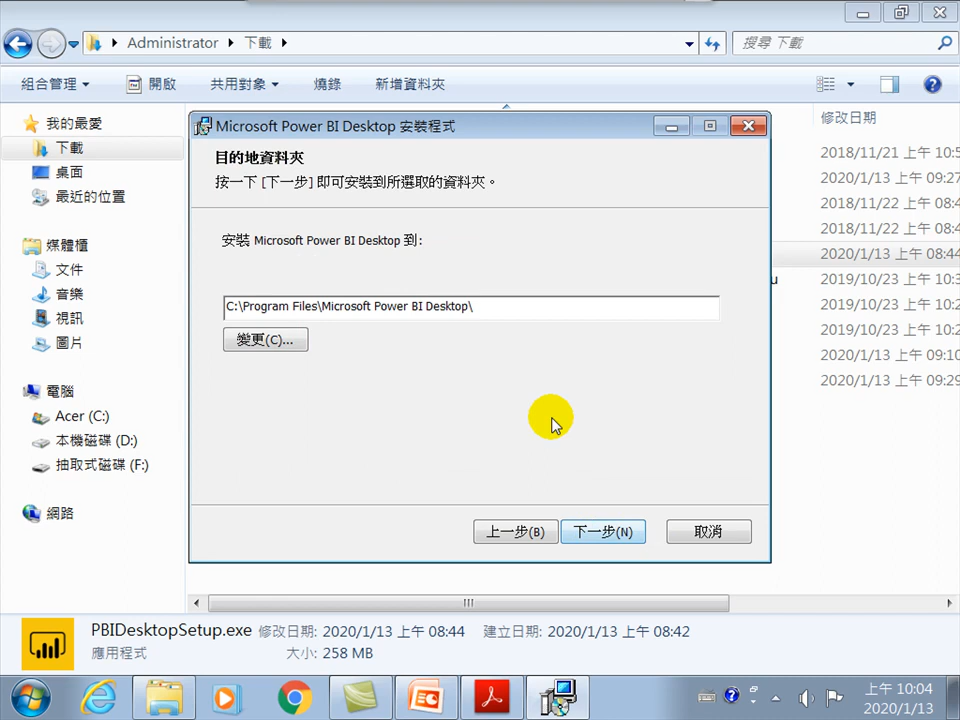 Administrator
下載
搜尋 下載
組合管理
開啟
共用對象
燒錄
新增資料夾
我的最愛
下載
桌面
最近的位置
媒體櫃
文件
音樂
視訊
圖片
電腦
Acer (C:)
本機磁碟 (D:)
抽取式磁碟 (F:)
網路
Microsoft Power BI Desktop 安裝程式
目的地資料夾
按一下 [下一步] 即可安裝到所選取的資料夾。
安裝 Microsoft Power BI Desktop 到:
C:\Program Files\Microsoft Power BI Desktop\
變更(C)...
上一步(B)
下一步(N)
取消
修改日期
2018/11/21 上午 10:5
2020/1/13 上午 09:27
2018/11/22 上午 08:4
2018/11/22 上午 08:4
2020/1/13 上午 08:44
2019/10/23 上午 10:3
2019/10/23 上午 10:2
2019/10/23 上午 10:2
2020/1/13 上午 09:10
2020/1/13 上午 09:29
PBIDesktopSetup.exe 修改日期: 2020/1/13 上午 08:44 建立日期: 2020/1/13 上午 08:42
應用程式 大小: 258 MB
上午 10:04
2020/1/13